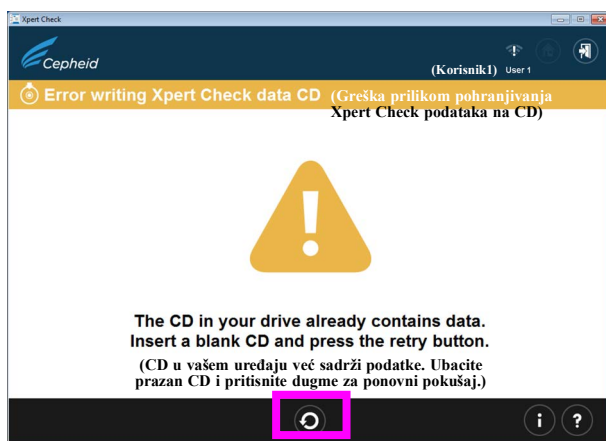 Xpert Check
Cepheid
(Korisnik1) User 1
Error writing Xpert Check data CD (Greška prilikom pohranjivanja
Xpert Check podataka na CD)
!
The CD in your drive already contains data.
Insert a blank CD and press the retry button.
(CD u vašem uređaju već sadrži podatke. Ubacite
prazan CD i pritisnite dugme za ponovni pokušaj.)
i ?